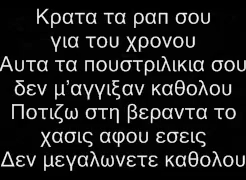 Κρατα τα ραπ σου
για του χρονου
Αυτα τα πουστριλικια σου
δεν μ'αγγιξαν καθολου
Ποτιζω στη βεραντα το
χασις αφου εσεις
Δεν μεγαλωνετε καθολου